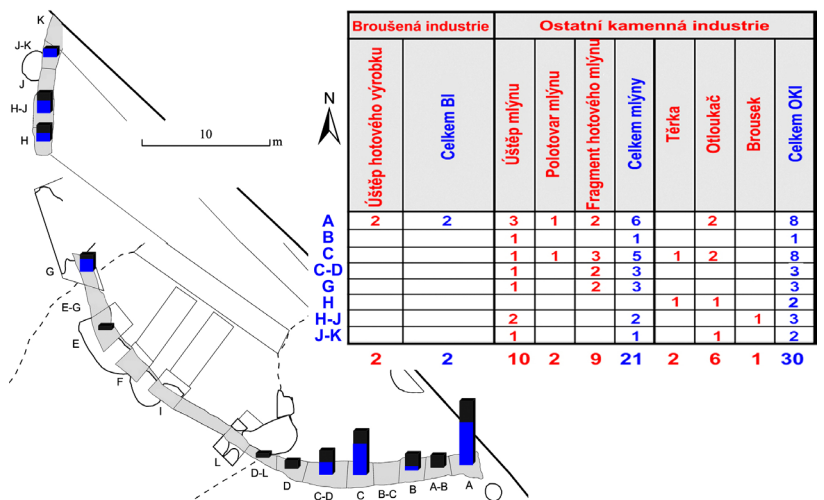 K
J-K
J
H-J
H
N
10
m
G
E-G
E
F
I
L
D-L
D
C-D
C
B-C
B
A-B
A
Broušená industrie Ostatní kamenná industrie
Úštěp hotového výrobku
Celkem BI
Úštěp mlýnu
Polotovar mlýnu
Fragment hotového mlýnu
Celkem mlýny
Těrka
Otloukač
Brousek
Celkem OKI
A 2 2 3 1 2 6 2 8
B 1 1 1
C 1 1 3 5 1 2 8
C-D 1 2 3 3
G 1 2 3 3
H 1 1 2
H-J 2 2 1 3
J-K 1 1 1 2
2 2 10 2 9 21 2 6 1 30